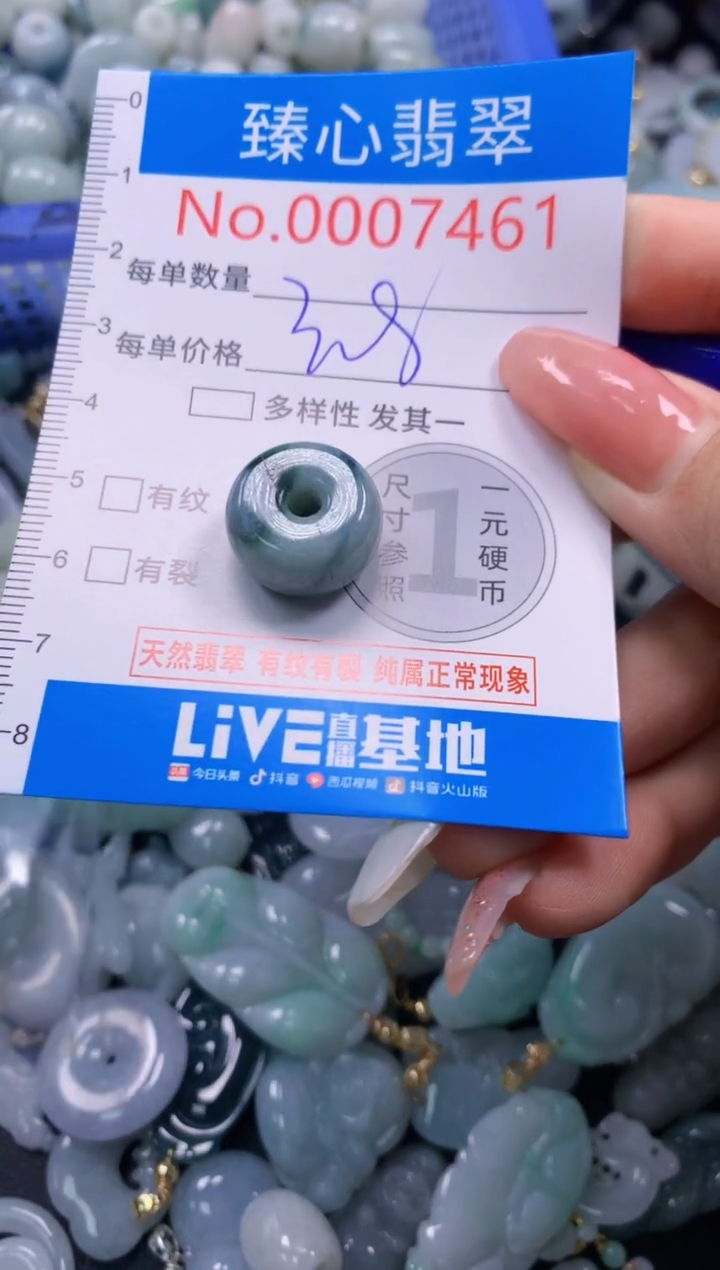 0
臻心翡翠
1
No.0007461
2
每单数量
3
每单价格
4
多样性 发其一
5
有纹
尺寸参照
1
一元硬币
6
有裂
7
天然翡翠 有纹有裂 纯属正常现象
8
LiVE直播基地
今日头条 抖音 西瓜视频 抖音火山版